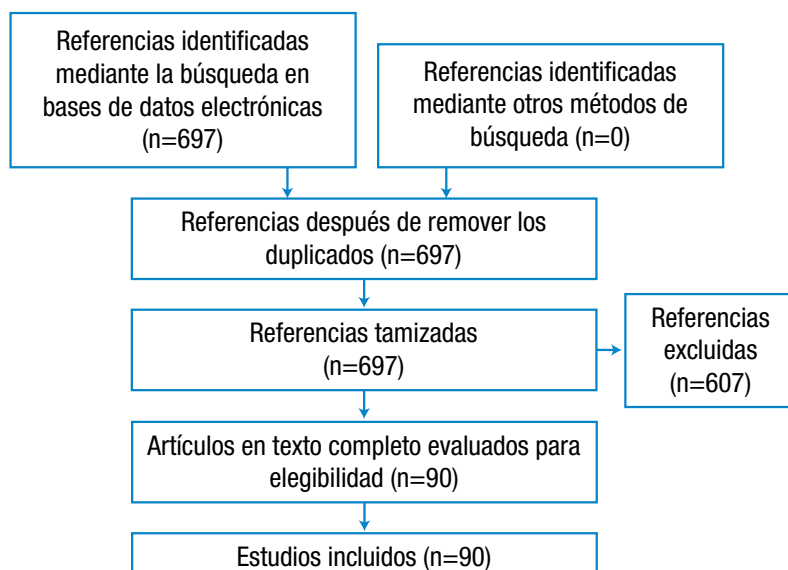 Referencias identificadas
mediante la búsqueda en
bases de datos electrónicas
(n=697)
Referencias identificadas
mediante otros métodos de
búsqueda (n=0)
Referencias después de remover los
duplicados (n=697)
Referencias tamizadas
(n=697)
Referencias
excluidas
(n=607)
Artículos en texto completo evaluados para
elegibilidad (n=90)
Estudios incluidos (n=90)